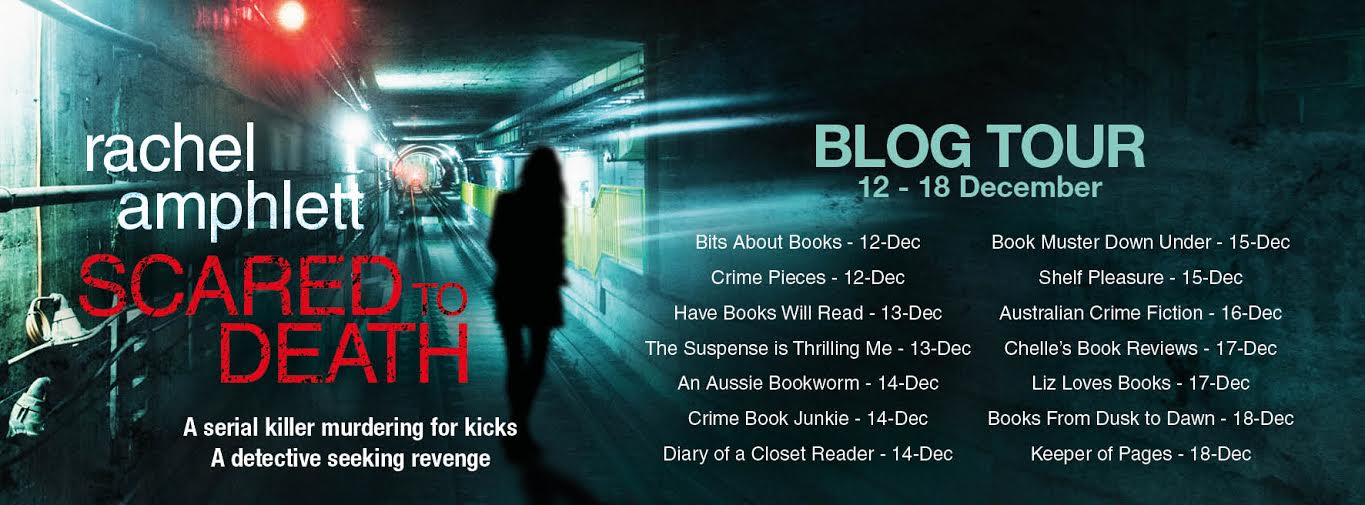 rachel
amphlett
SCARED TO
DEATH
A serial killer murdering for kicks
A detective seeking revenge
BLOG TOUR
12 - 18 December
Bits About Books - 12-Dec
Crime Pieces - 12-Dec
Have Books Will Read - 13-Dec
The Suspense is Thrilling Me - 13-Dec
An Aussie Bookworm - 14-Dec
Crime Book Junkie - 14-Dec
Diary of a Closet Reader - 14-Dec
Book Muster Down Under - 15-Dec
Shelf Pleasure - 15-Dec
Australian Crime Fiction - 16-Dec
Chelle's Book Reviews - 17-Dec
Liz Loves Books - 17-Dec
Books From Dusk to Dawn - 18-Dec
Keeper of Pages - 18-Dec